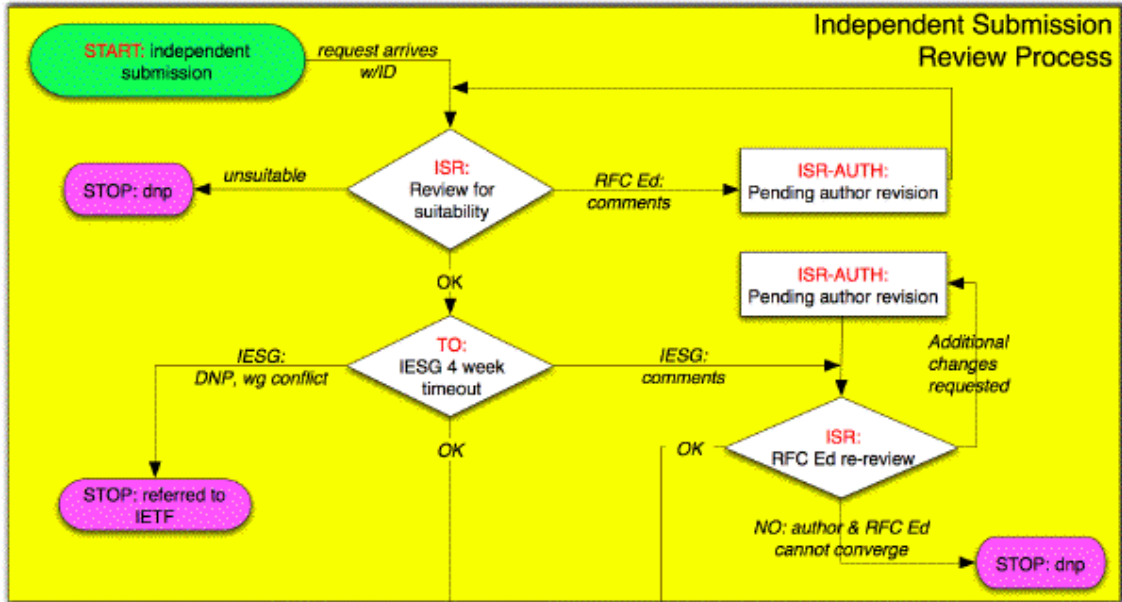 Independent Submission
Review Process
START: independent
submission
request arrives
w/ID
ISR:
Review for
suitability
unsuitable
STOP: dnp
RFC Ed:
comments
ISR-AUTH:
Pending author revision
OK
ISR-AUTH:
Pending author revision
TO:
IESG 4 week
timeout
IESG:
DNP, wg conflict
IESG:
comments
Additional
changes
requested
OK
OK
ISR:
RFC Ed re-review
STOP: referred to
IETF
NO: author & RFC Ed
cannot converge
STOP: dnp